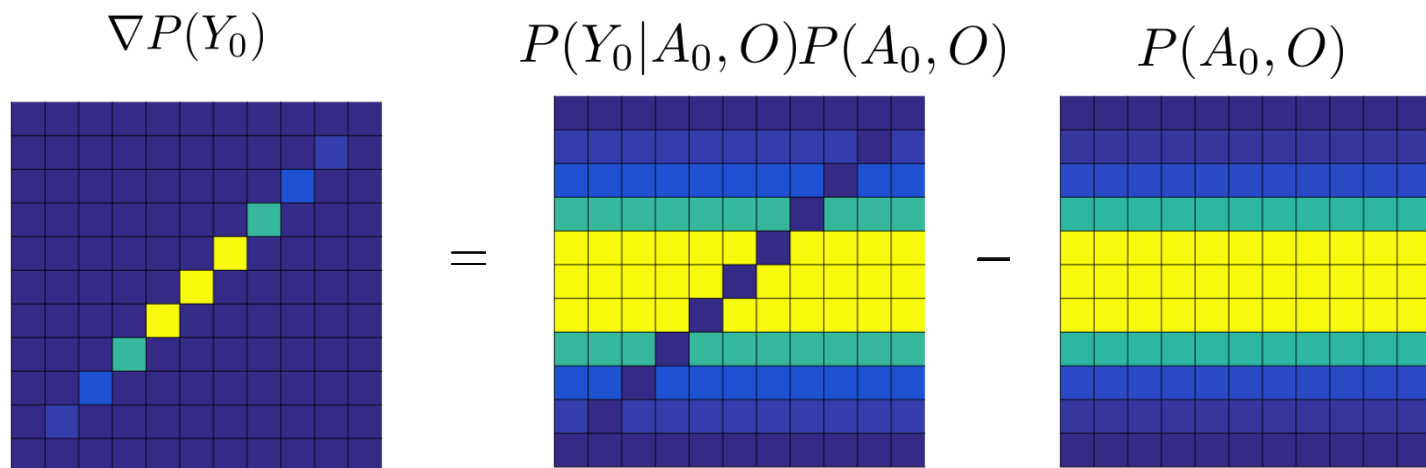 ∇P(Y₀) P(Y₀|A₀, O)P(A₀, O) P(A₀, O)
= −